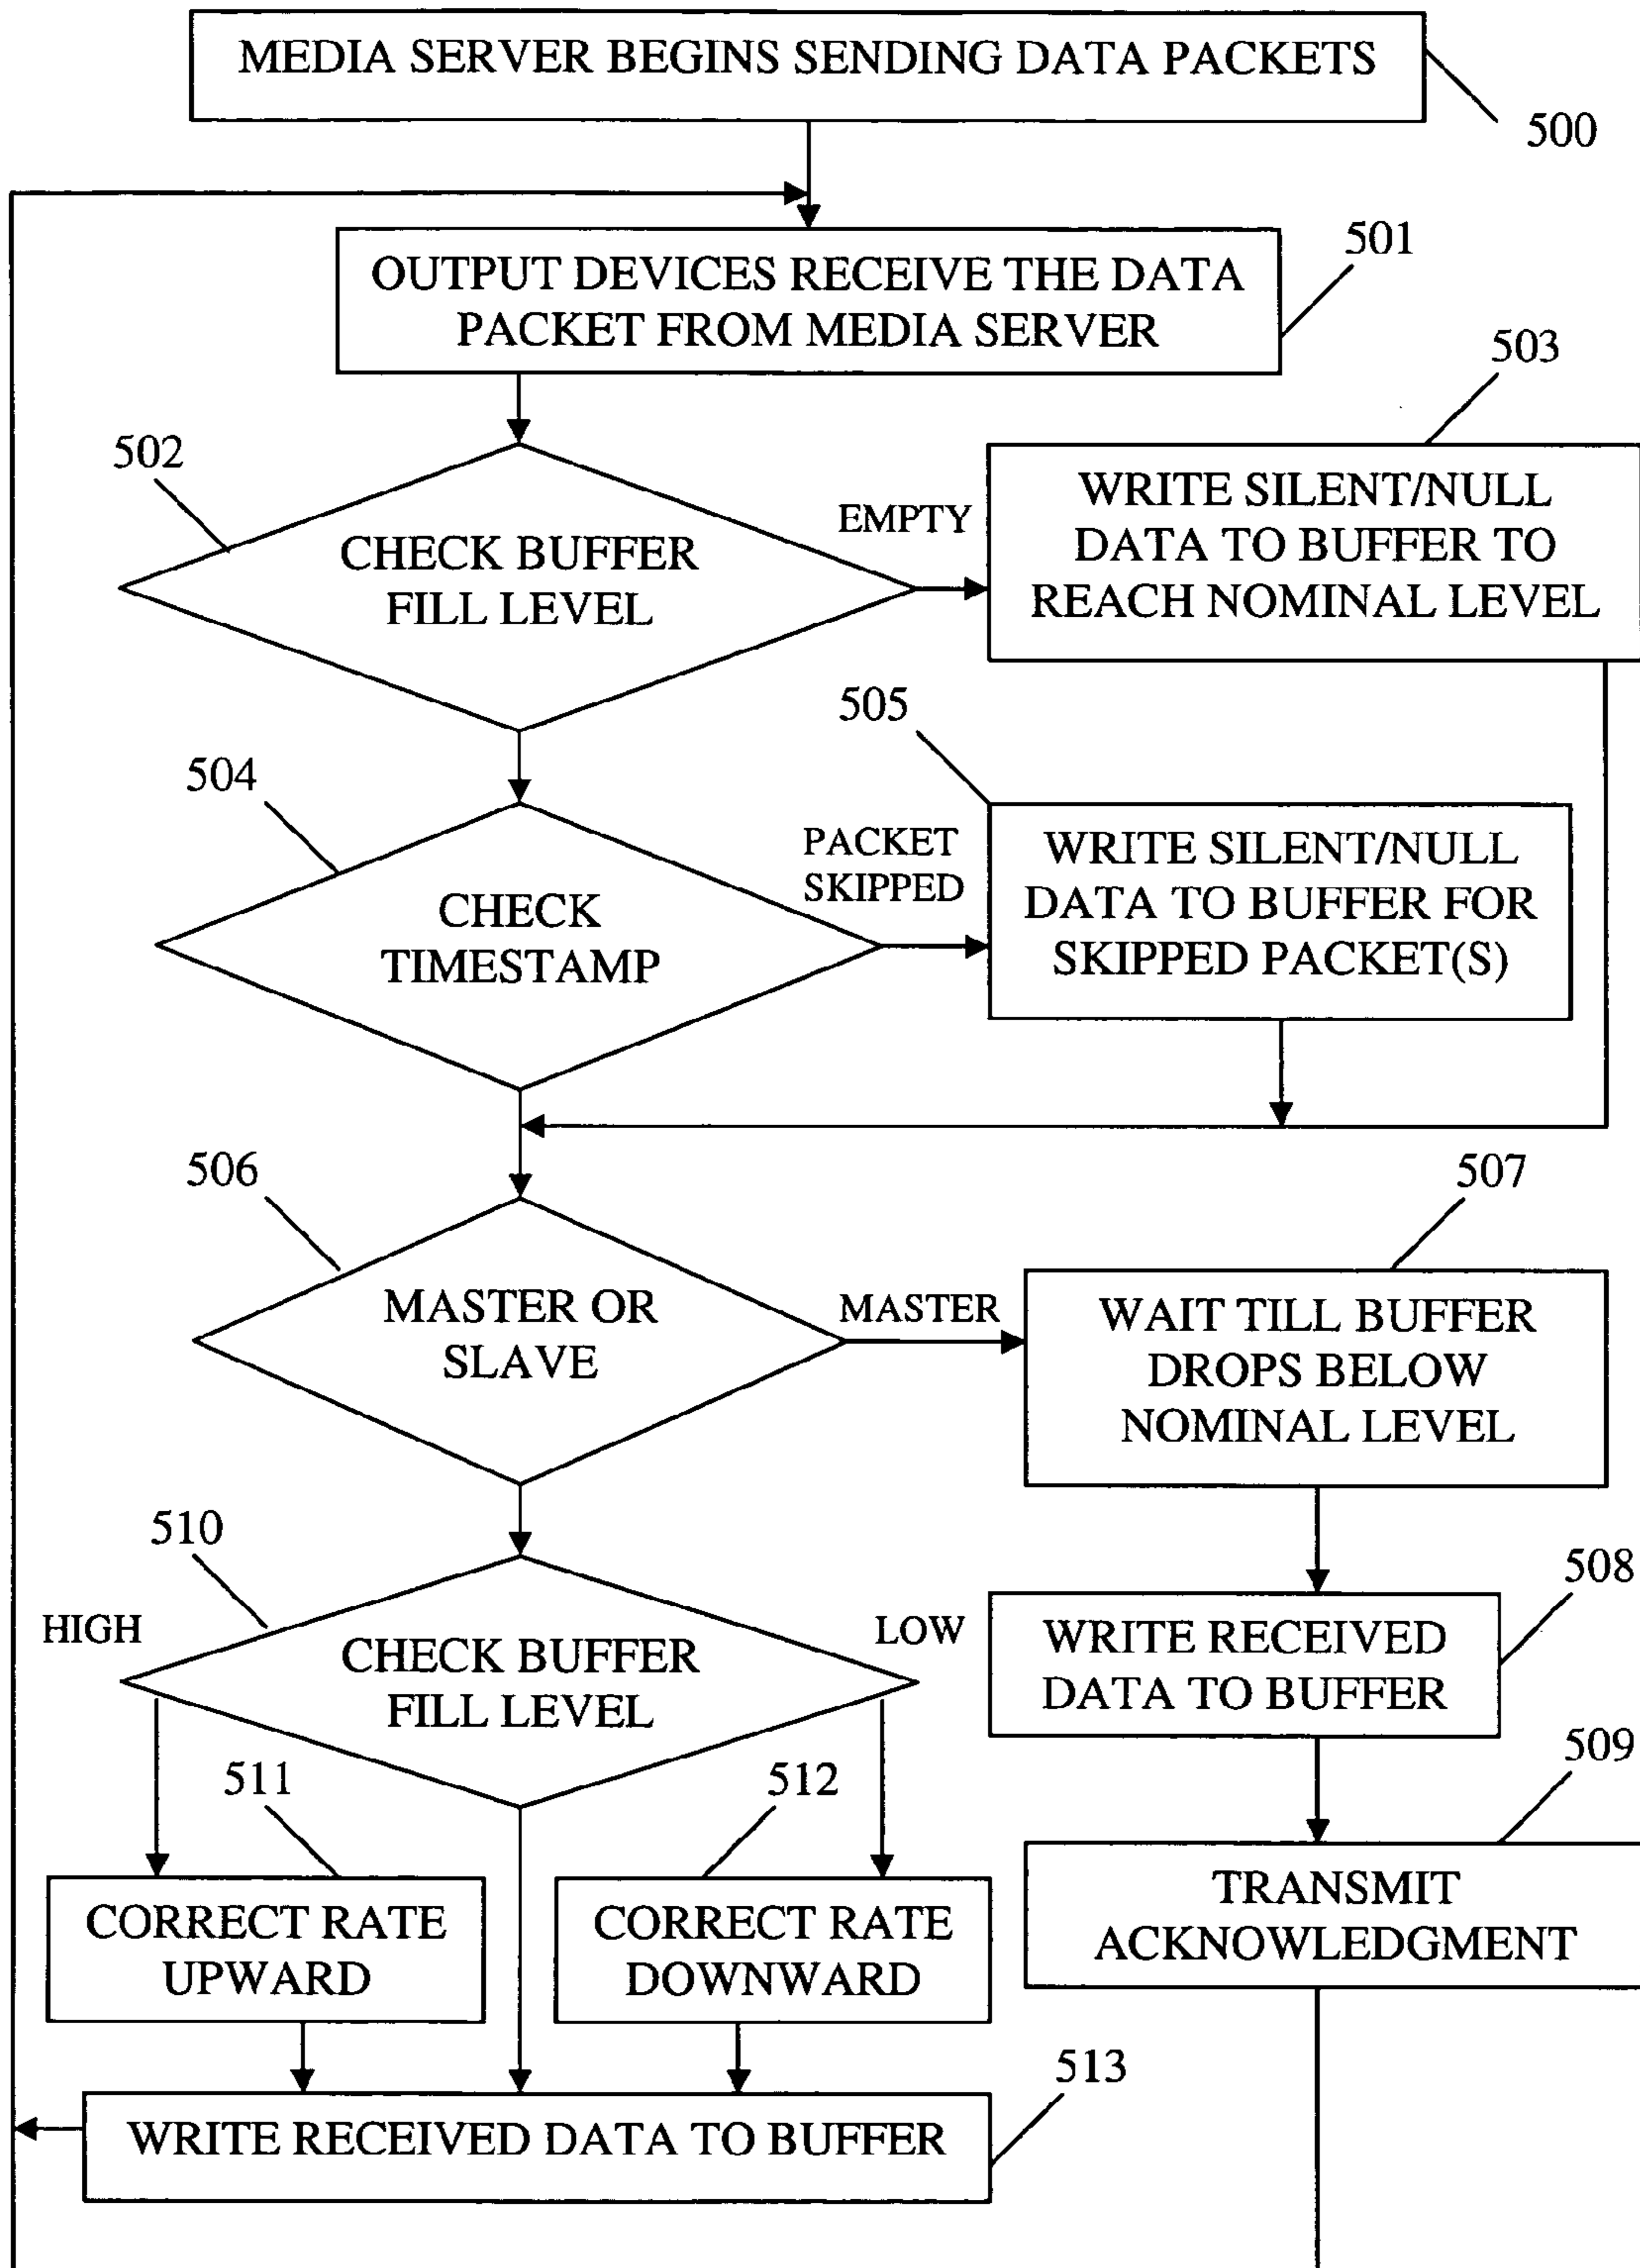 MEDIA SERVER BEGINS SENDING DATA PACKETS
500
501
OUTPUT DEVICES RECEIVE THE DATA
PACKET FROM MEDIA SERVER
503
502
EMPTY
CHECK BUFFER
FILL LEVEL
WRITE SILENT/NULL
DATA TO BUFFER TO
REACH NOMINAL LEVEL
505
504
PACKET
SKIPPED
CHECK
TIMESTAMP
WRITE SILENT/NULL
DATA TO BUFFER FOR
SKIPPED PACKET(S)
506
507
MASTER OR
SLAVE
MASTER
WAIT TILL BUFFER
DROPS BELOW
NOMINAL LEVEL
510
508
HIGH
LOW
CHECK BUFFER
FILL LEVEL
WRITE RECEIVED
DATA TO BUFFER
509
511
512
CORRECT RATE
UPWARD
CORRECT RATE
DOWNWARD
TRANSMIT
ACKNOWLEDGMENT
513
WRITE RECEIVED DATA TO BUFFER